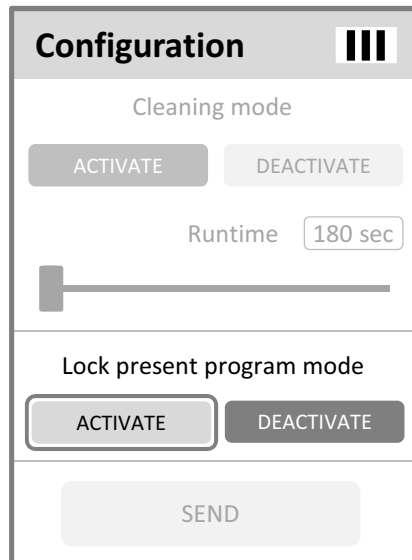 Configuration
Cleaning mode
ACTIVATE DEACTIVATE
Runtime 180 sec
Lock present program mode
ACTIVATE DEACTIVATE
SEND